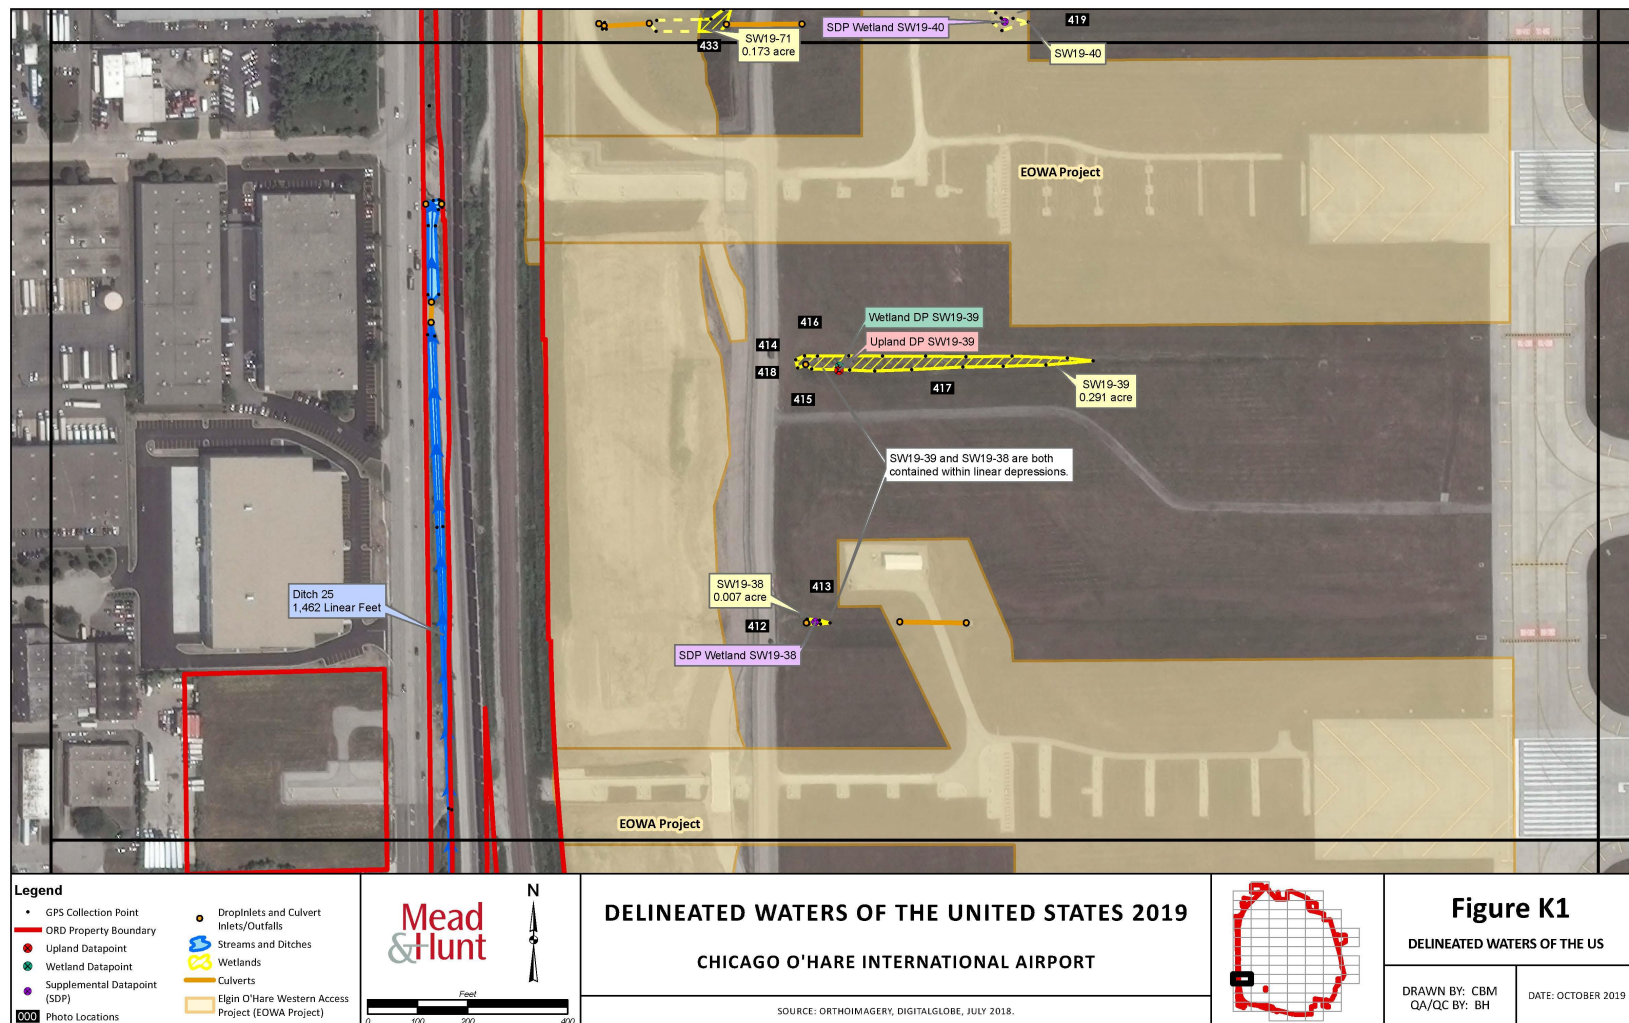 SDP Wetland SW19-40
419
SW19-71
0.173 acre
433
SW19-40
EOWA Project
416
Wetland DP SW19-39
414
Upland DP SW19-39
418
417
SW19-39
0.291 acre
415
SW19-39 and SW19-38 are both
contained within linear depressions.
SW19-38
0.007 acre
413
Ditch 25
1,462 Linear Feet
412
SDP Wetland SW19-38
EOWA Project
Legend
GPS Collection Point
ORD Property Boundary
Upland Datapoint
Wetland Datapoint
Supplemental Datapoint
(SDP)
000 Photo Locations
DropInlets and Culvert
Inlets/Outfalls
Streams and Ditches
Wetlands
Culverts
Elgin O'Hare Western Access
Project (EOWA Project)
Mead
&Hunt
N
Feet
0 100 200 400
DELINEATED WATERS OF THE UNITED STATES 2019
CHICAGO O'HARE INTERNATIONAL AIRPORT
SOURCE: ORTHOIMAGERY, DIGITALGLOBE, JULY 2018.
Figure K1
DELINEATED WATERS OF THE US
DRAWN BY: CBM
QA/QC BY: BH
DATE: OCTOBER 2019